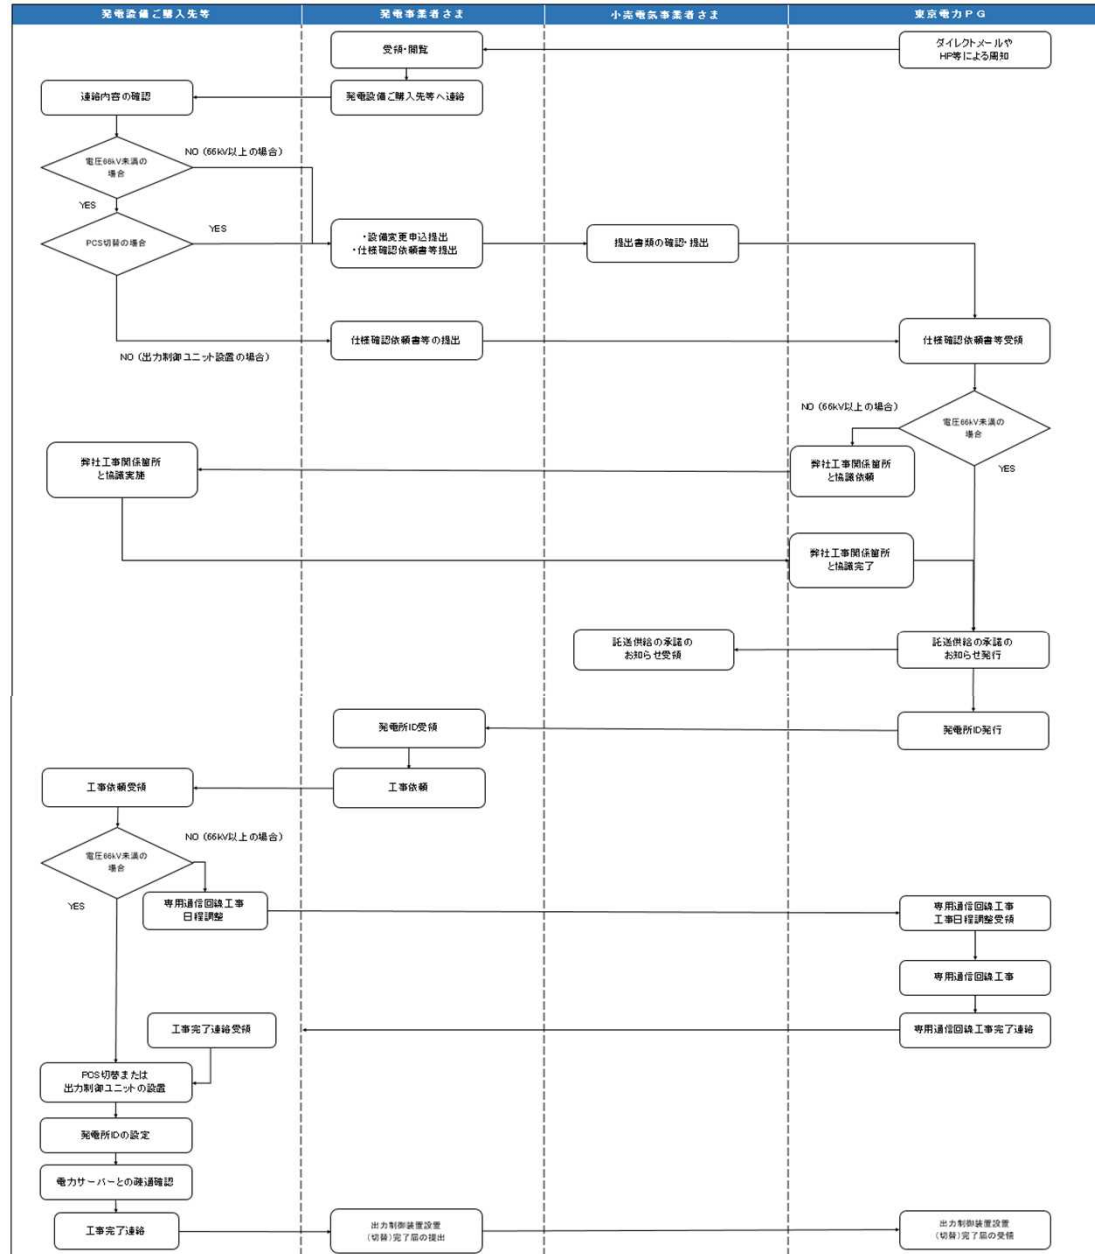 発電設備ご購入先等
発電事業者さま
小売電気事業者さま
東京電力PG
受領・閲覧
ダイレクトメールや
HP等による周知
連絡内容の確認
発電設備ご購入先等へ連絡
電圧66kV未満の
場合
NO (66kV以上の場合)
YES
PCS切替の場合
YES
・設備変更申込提出
・仕様確認依頼書等提出
提出書類の確認・提出
NO (出力制御ユニット設置の場合)
仕様確認依頼書等の提出
仕様確認依頼書等受領
NO (66kV以上の場合)
電圧66kV未満の
場合
YES
弊社工事関係箇所
と協議実施
弊社工事関係箇所
と協議依頼
弊社工事関係箇所
と協議完了
託送供給の承諾の
お知らせ受領
託送供給の承諾の
お知らせ発行
発電所ID受領
発電所ID発行
工事依頼受領
工事依頼
NO (66kV以上の場合)
電圧66kV未満の
場合
YES
専用通信回線工事
日程調整
専用通信回線工事
工事日程調整受領
専用通信回線工事
工事完了連絡受領
専用通信回線工事完了連絡
PCS切替または
出力制御ユニットの設置
発電所IDの設定
電力サーバーとの疎通確認
工事完了連絡
出力制御装置設置
(切替)完了届の提出
出力制御装置設置
(切替)完了届の受領